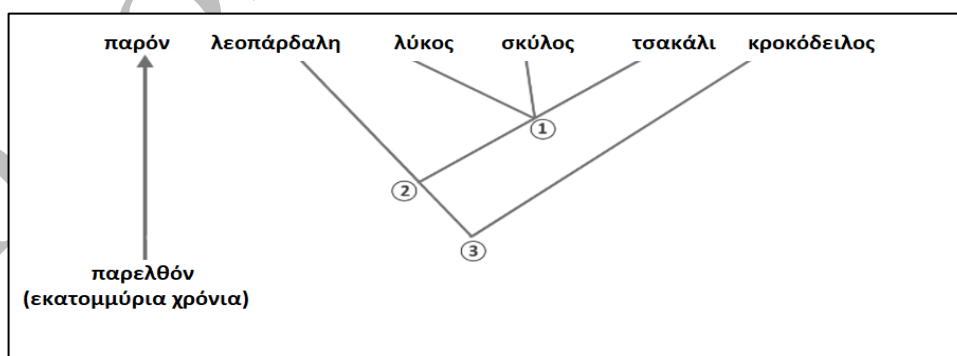 παρόν λεοπάρδαλη λύκος σκύλος τσακάλι κροκόδειλος
1
2
3
παρελθόν
(εκατομμύρια χρόνια)